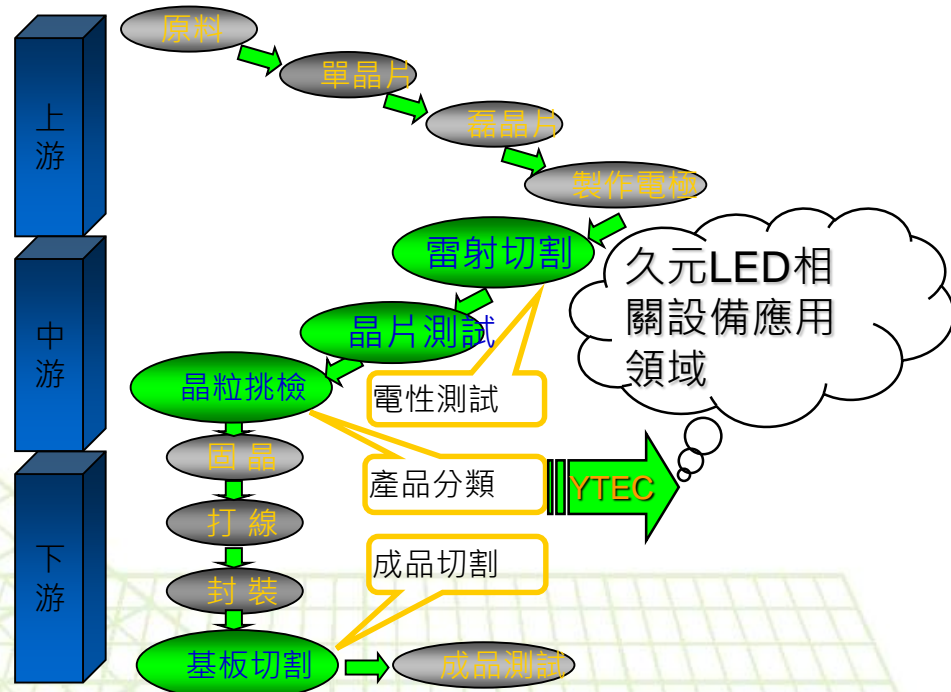 上
游
原料
單晶片
磊晶片
製作電極
中
游
雷射切割
晶片測試
晶粒挑檢
電性測試
久元LED相
關設備應用
領域
下
游
固 晶
打 線
封 裝
基板切割
成品測試
產品分類
成品切割
YTEC